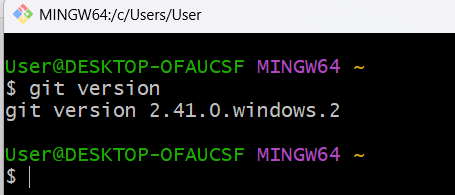 MINGW64:/c/Users/User
User@DESKTOP-OFAUCSF MINGW64 ~
$ git version
git version 2.41.0.windows.2
User@DESKTOP-OFAUCSF MINGW64 ~
$